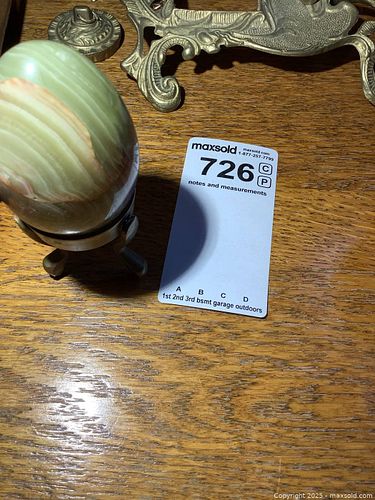 maxsold maxsold.com
1-877-257-7799
726 C
P
notes and measurements
A B C D
1st 2nd 3rd bsmt garage outdoors
Copyright 2025 - maxsold.com